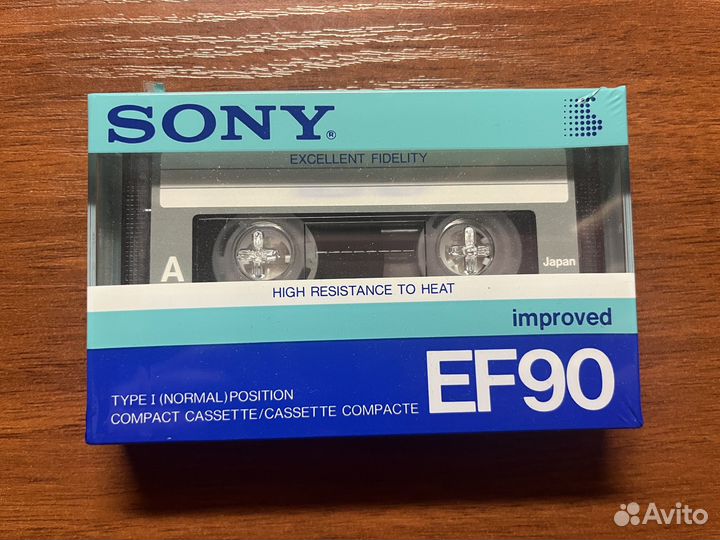 SONY®
EXCELLENT FIDELITY
A
Japan
HIGH RESISTANCE TO HEAT
improved
TYPE I (NORMAL) POSITION
COMPACT CASSETTE/CASSETTE COMPACTE
EF90
Avito